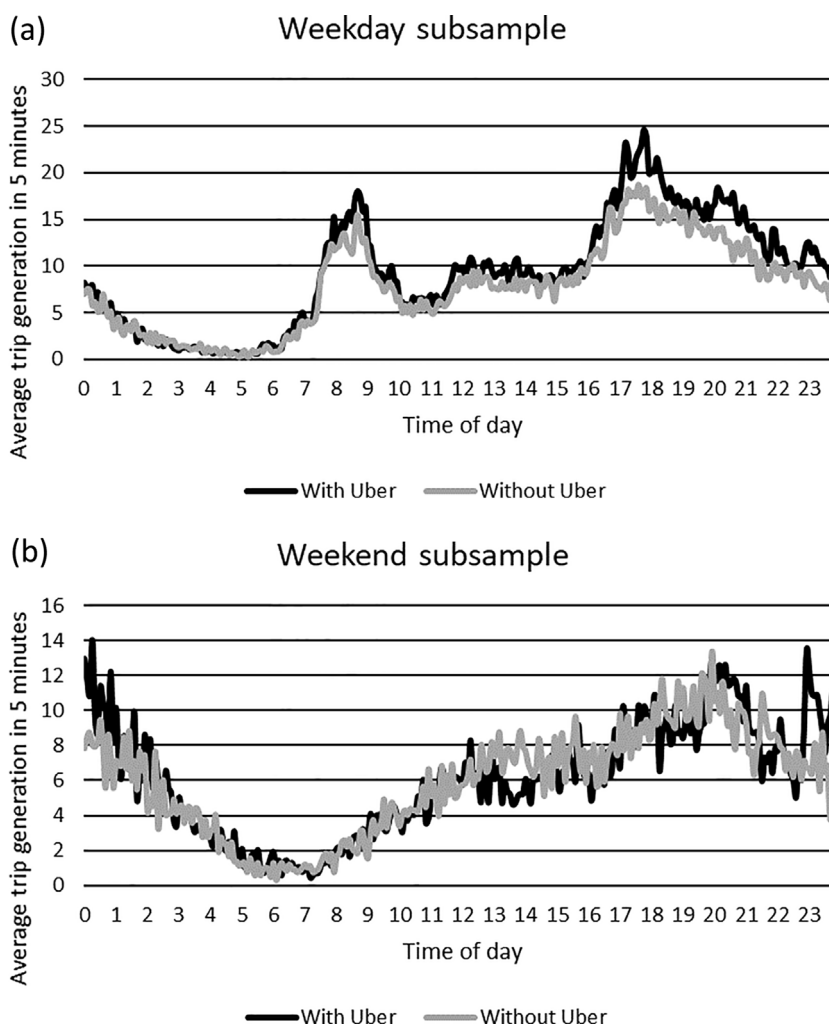 (a)
Weekday subsample
Average trip generation in 5 minutes
30
25
20
15
10
5
0
0 1 2 3 4 5 6 7 8 9 10 11 12 13 14 15 16 17 18 19 20 21 22 23
Time of day
With Uber Without Uber
(b)
Weekend subsample
Average trip generation in 5 minutes
16
14
12
10
8
6
4
2
0
0 1 2 3 4 5 6 7 8 9 10 11 12 13 14 15 16 17 18 19 20 21 22 23
Time of day
With Uber Without Uber